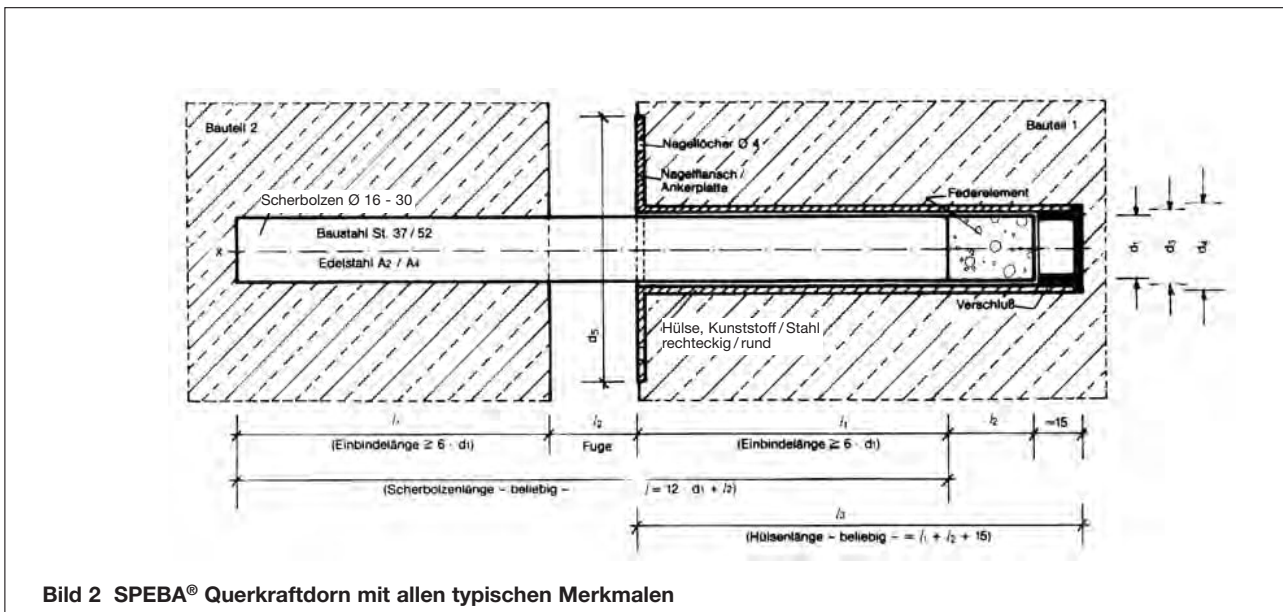 Bauteil 2
Bauteil 1
Nagellöcher Ø 4
Nagelflansch /
Ankerplatte
Federelement
Scherbolzen Ø 16 - 30
Baustahl St. 37 / 52
x
Edelstahl A2 / A4
d1
d3
d4
Verschluß
Hülse, Kunststoff / Stahl
rechteckig / rund
d5
l1
l2
l1
l2
≈15
(Einbindelänge ≥ 6 · d1)
Fuge
(Einbindelänge ≥ 6 · d1)
(Scherbolzenlänge – beliebig – l = 12 · d1 + l2)
l3
(Hülsenlänge – beliebig – = l1 + l2 + 15)
Bild 2 SPEBA® Querkraftdorn mit allen typischen Merkmalen